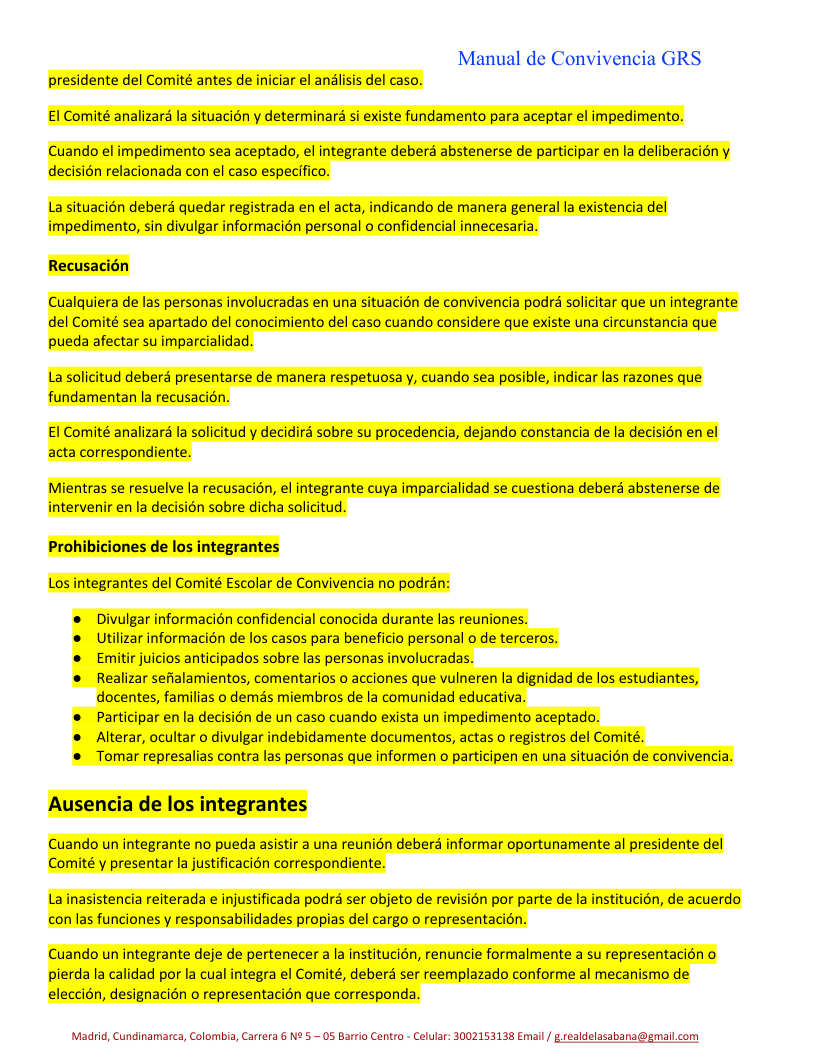 Manual de Convivencia GRS
presidente del Comité antes de iniciar el análisis del caso.
El Comité analizará la situación y determinará si existe fundamento para aceptar el impedimento.
Cuando el impedimento sea aceptado, el integrante deberá abstenerse de participar en la deliberación y
decisión relacionada con el caso específico.
La situación deberá quedar registrada en el acta, indicando de manera general la existencia del
impedimento, sin divulgar información personal o confidencial innecesaria.
Recusación
Cualquiera de las personas involucradas en una situación de convivencia podrá solicitar que un integrante
del Comité sea apartado del conocimiento del caso cuando considere que existe una circunstancia que
pueda afectar su imparcialidad.
La solicitud deberá presentarse de manera respetuosa y, cuando sea posible, indicar las razones que
fundamentan la recusación.
El Comité analizará la solicitud y decidirá sobre su procedencia, dejando constancia de la decisión en el
acta correspondiente.
Mientras se resuelve la recusación, el integrante cuya imparcialidad se cuestiona deberá abstenerse de
intervenir en la decisión sobre dicha solicitud.
Prohibiciones de los integrantes
Los integrantes del Comité Escolar de Convivencia no podrán:
● Divulgar información confidencial conocida durante las reuniones.
● Utilizar información de los casos para beneficio personal o de terceros.
● Emitir juicios anticipados sobre las personas involucradas.
● Realizar señalamientos, comentarios o acciones que vulneren la dignidad de los estudiantes,
docentes, familias o demás miembros de la comunidad educativa.
● Participar en la decisión de un caso cuando exista un impedimento aceptado.
● Alterar, ocultar o divulgar indebidamente documentos, actas o registros del Comité.
● Tomar represalias contra las personas que informen o participen en una situación de convivencia.
Ausencia de los integrantes
Cuando un integrante no pueda asistir a una reunión deberá informar oportunamente al presidente del
Comité y presentar la justificación correspondiente.
La inasistencia reiterada e injustificada podrá ser objeto de revisión por parte de la institución, de acuerdo
con las funciones y responsabilidades propias del cargo o representación.
Cuando un integrante deje de pertenecer a la institución, renuncie formalmente a su representación o
pierda la calidad por la cual integra el Comité, deberá ser reemplazado conforme al mecanismo de
elección, designación o representación que corresponda.
Madrid, Cundinamarca, Colombia, Carrera 6 Nº 5 – 05 Barrio Centro - Celular: 3002153138 Email / g.realdelasabana@gmail.com